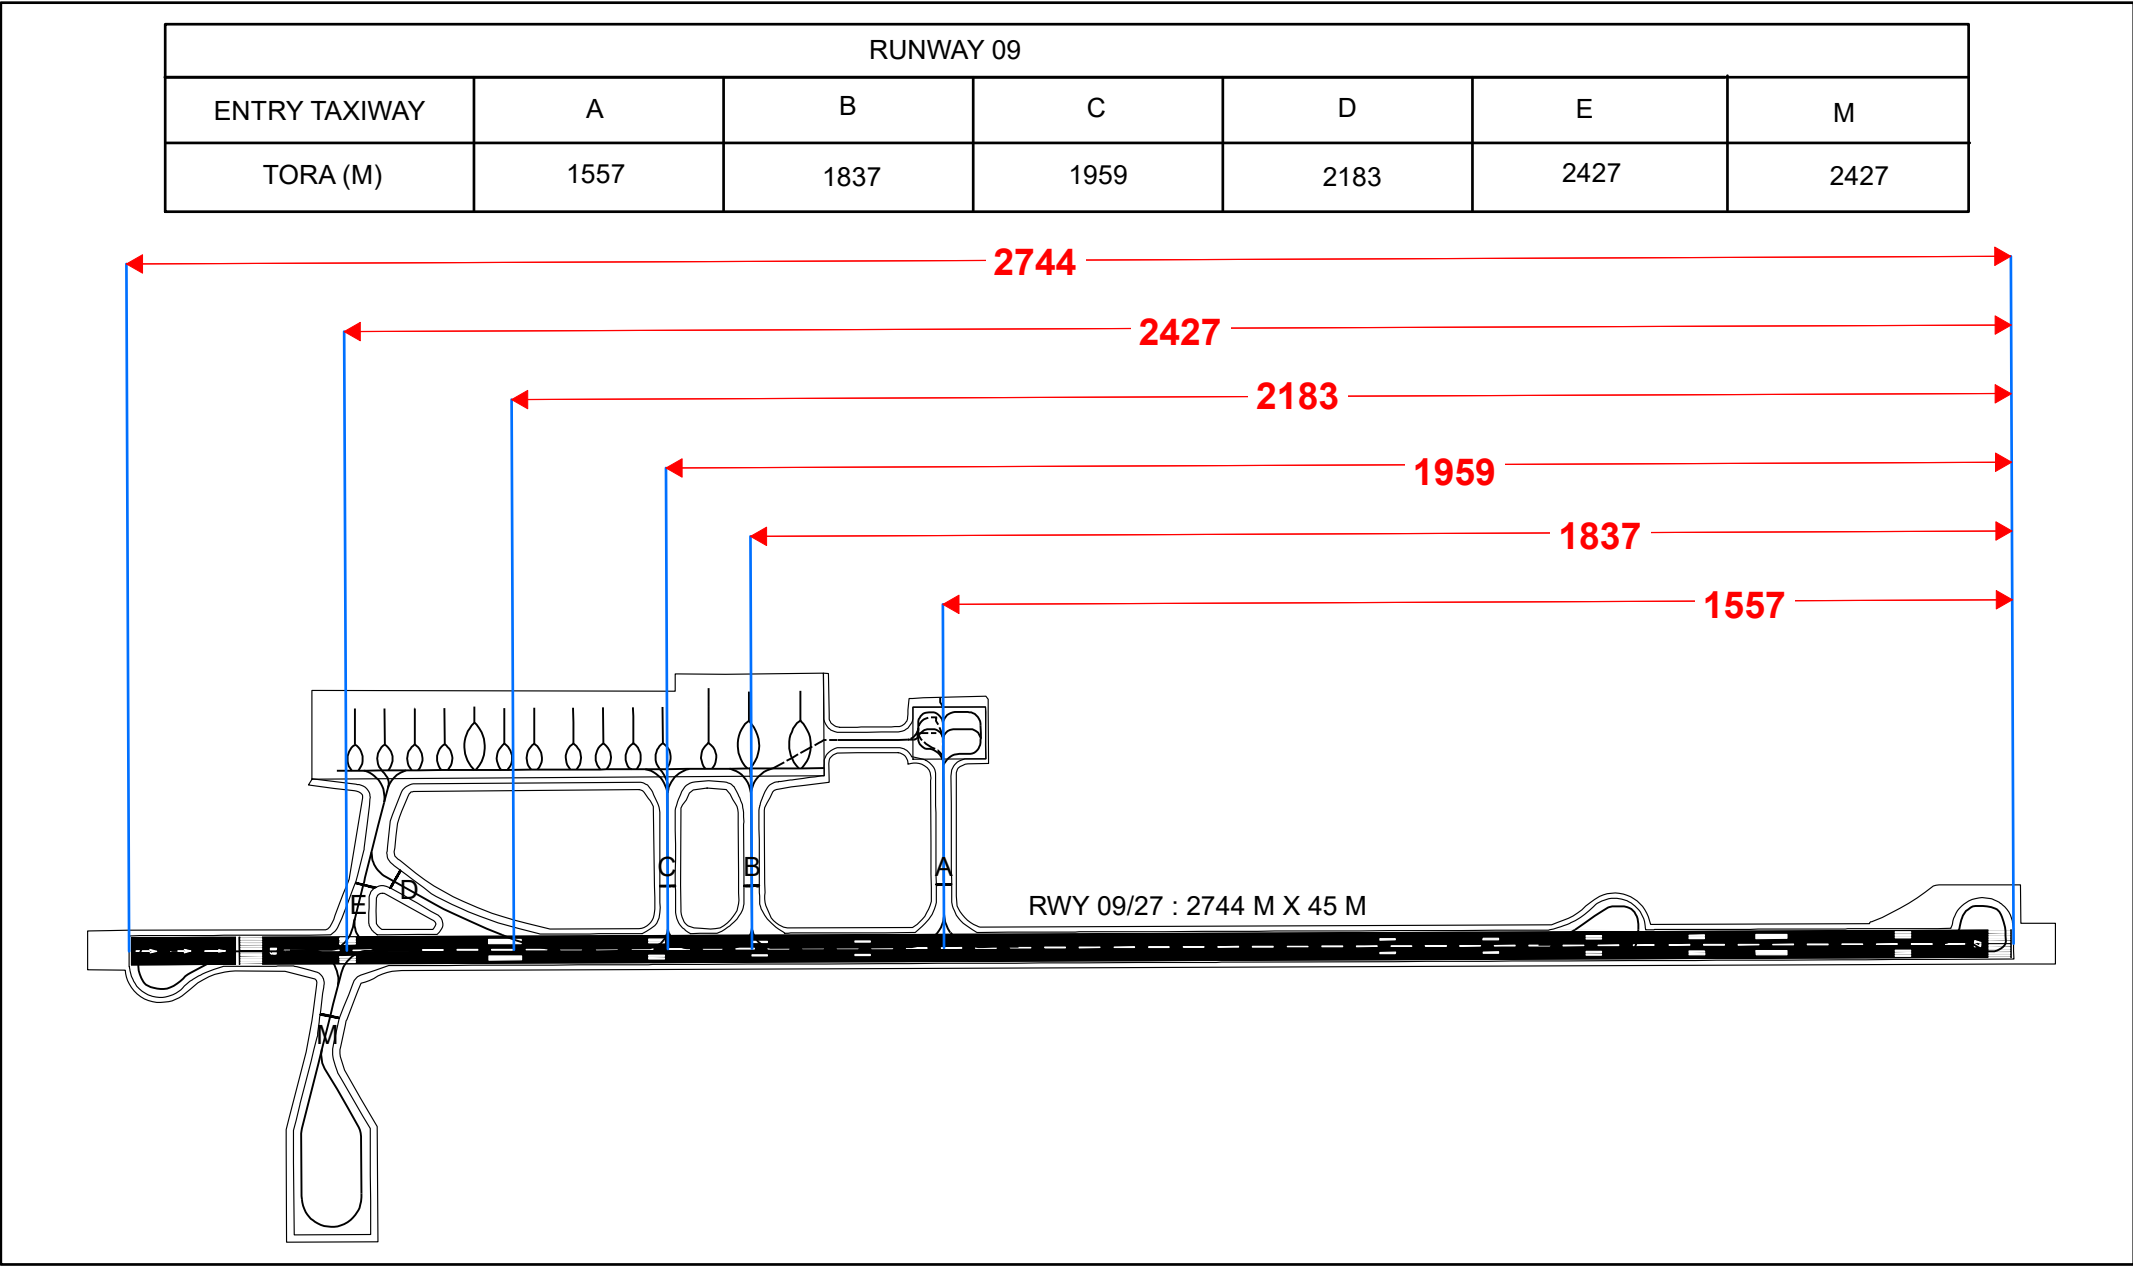 RUNWAY 09
ENTRY TAXIWAY A B C D E M
TORA (M) 1557 1837 1959 2183 2427 2427
2744
2427
2183
1959
1837
1557
C B A
E D
RWY 09/27 : 2744 M X 45 M
M